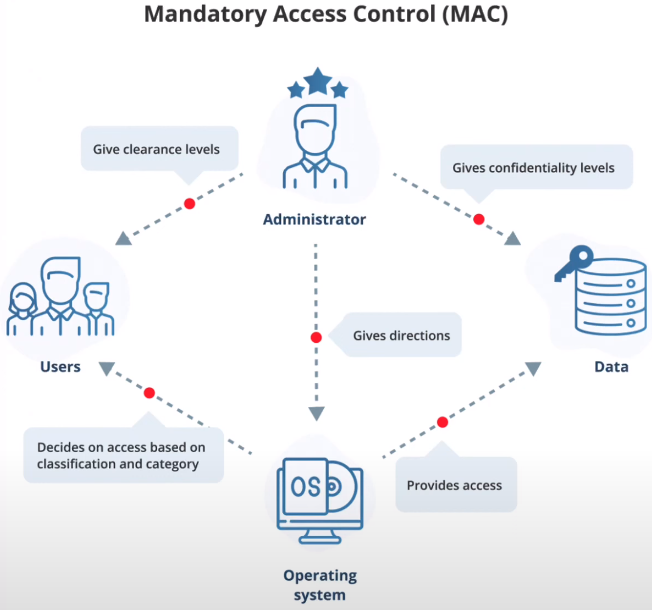 Mandatory Access Control (MAC)
Give clearance levels
Gives confidentiality levels
Administrator
Gives directions
Users
Data
Decides on access based on
classification and category
OS
Provides access
Operating
system